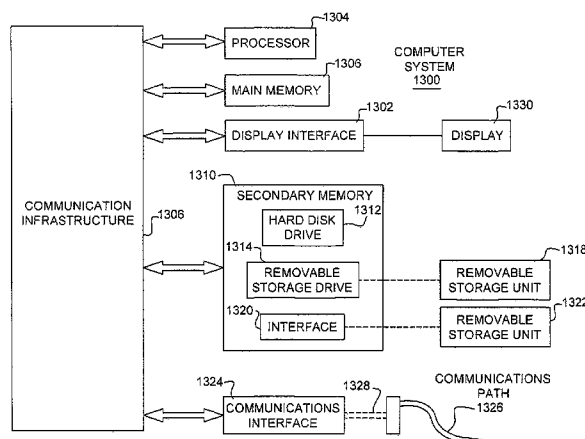 1304
PROCESSOR
1306
MAIN MEMORY
COMPUTER
SYSTEM
1300
1302
DISPLAY INTERFACE
1330
DISPLAY
COMMUNICATION
INFRASTRUCTURE
1306
1310
SECONDARY MEMORY
HARD DISK
DRIVE
1312
1314
REMOVABLE
STORAGE DRIVE
1318
REMOVABLE
STORAGE UNIT
1320
INTERFACE
1322
REMOVABLE
STORAGE UNIT
1324
COMMUNICATIONS
INTERFACE
1328
COMMUNICATIONS
PATH
1326